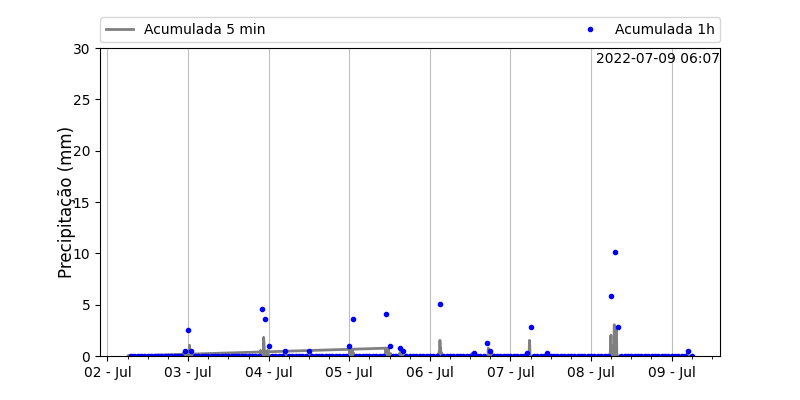 Acumulada 5 min Acumulada 1h
2022-07-09 06:07
Precipitação (mm)
30
25
20
15
10
5
0
02 - Jul 03 - Jul 04 - Jul 05 - Jul 06 - Jul 07 - Jul 08 - Jul 09 - Jul